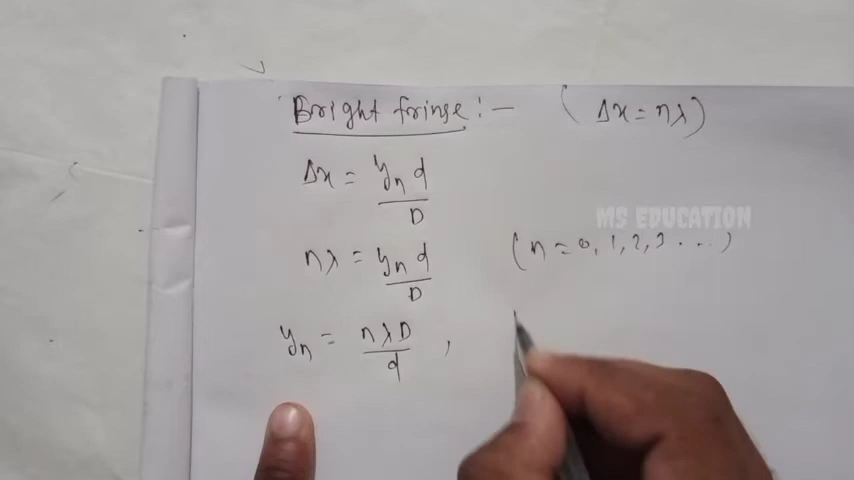 Bright fringe :- (Δx = nλ)
Δx = yₙ d / D
MS EDUCATION
nλ = yₙ d / D (n = 0, 1, 2, 3 ....)
yₙ = nλD / d ,